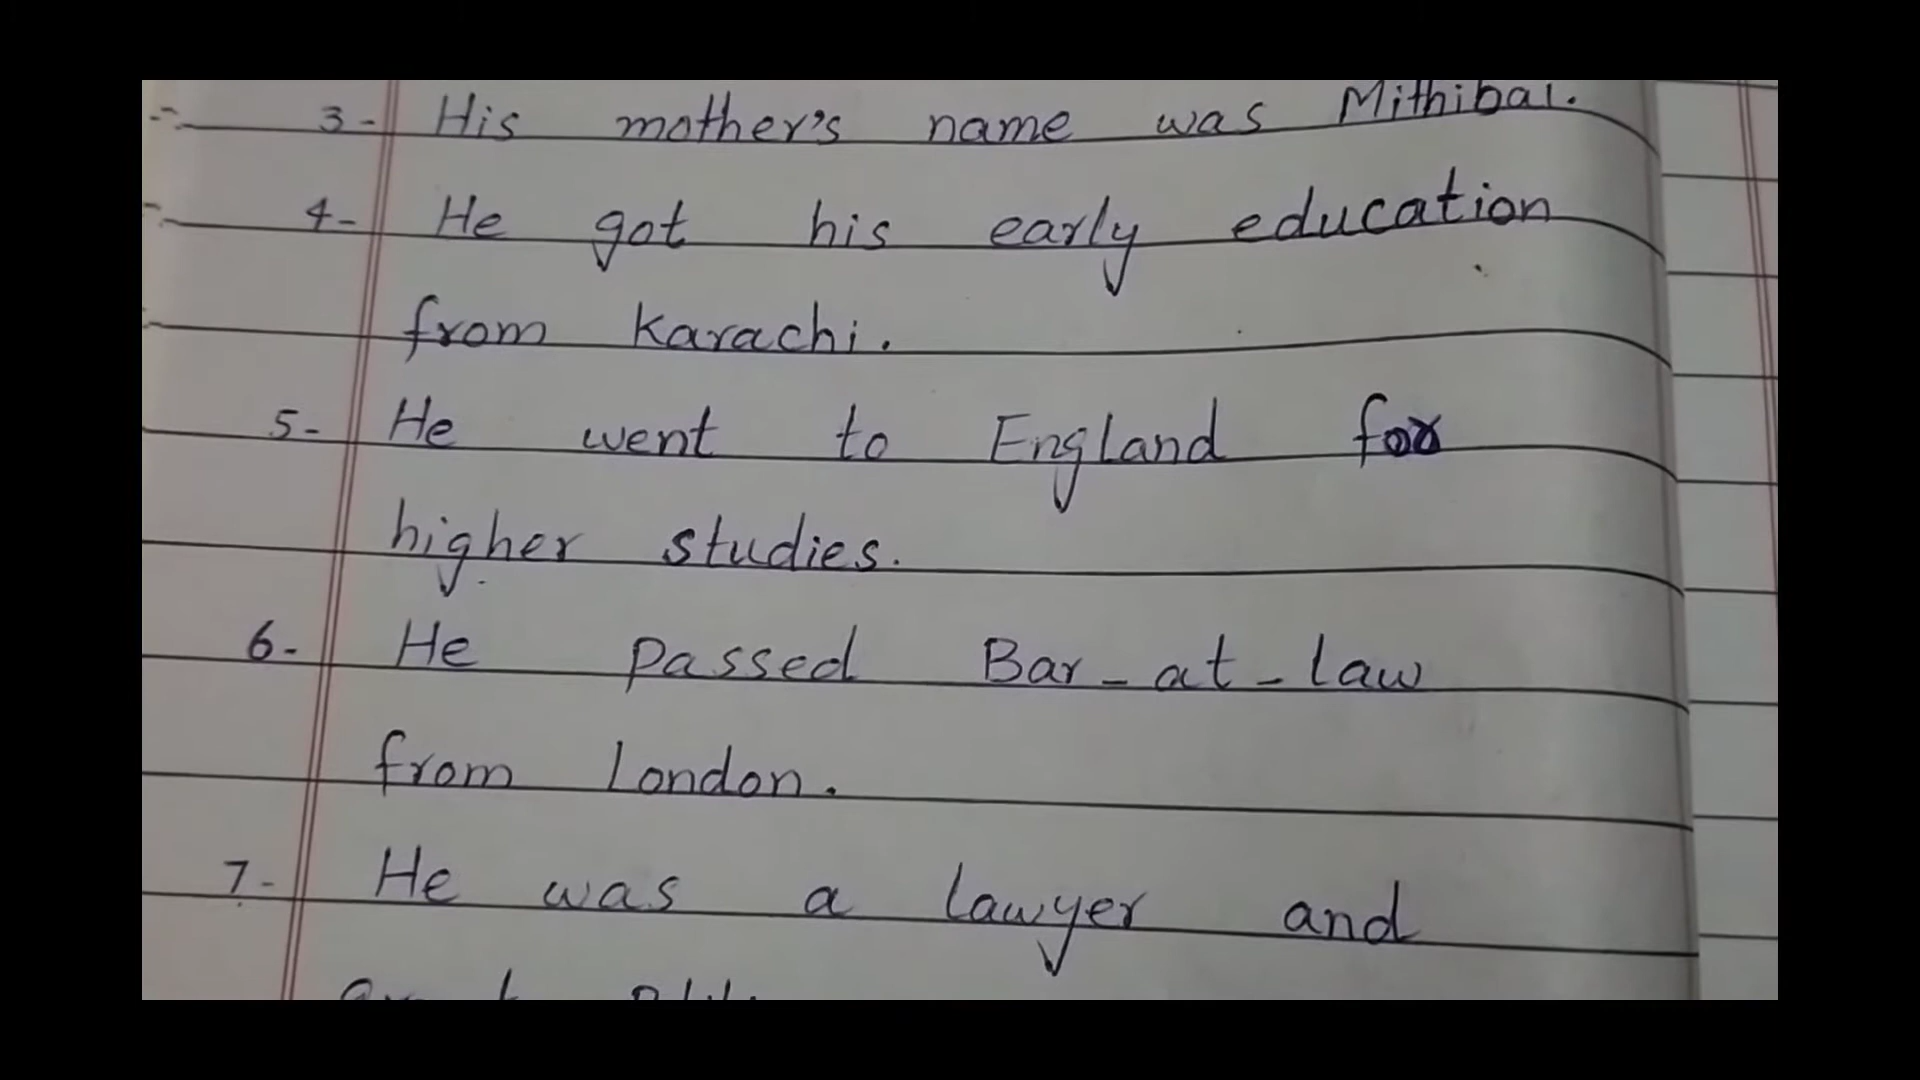 3- His mother's name was Mithibai.
4- He got his early education
from Karachi.
5- He went to England for
higher studies.
6- He passed Bar-at-law
from London.
7- He was a lawyer and